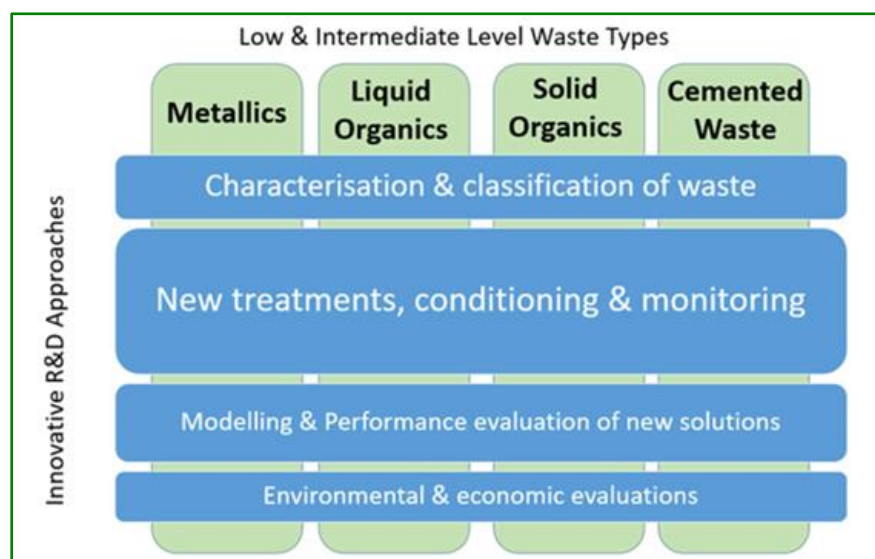 Low & Intermediate Level Waste Types
Metallics
Liquid
Organics
Solid
Organics
Cemented
Waste
Innovative R&D Approaches
Characterisation & classification of waste
New treatments, conditioning & monitoring
Modelling & Performance evaluation of new solutions
Environmental & economic evaluations